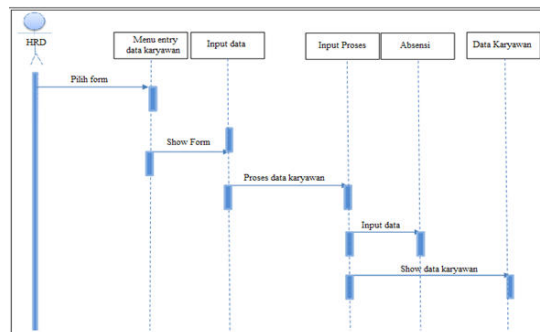 HRD
Menu entry
data karyawan
Input data
Input Proses
Absensi
Data Karyawan
Pilih form
Show Form
Proses data karyawan
Input data
Show data karyawan